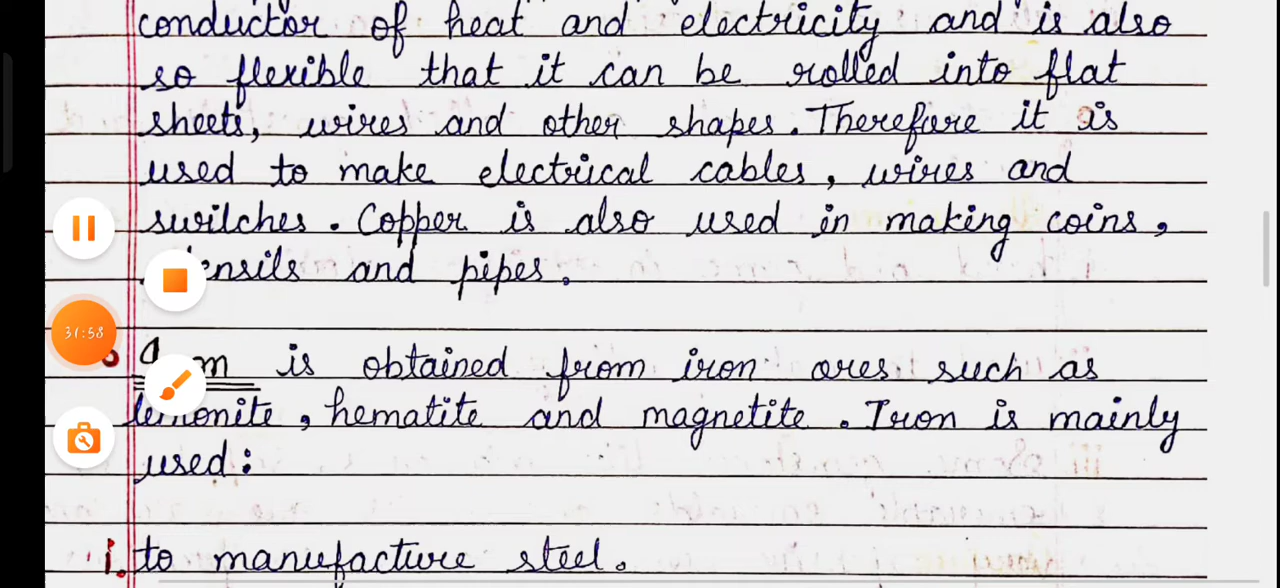 conductor of heat and electricity and is also
so flexible that it can be rolled into flat
sheets, wires and other shapes. Therefore it is
used to make electrical cables, wires and
switches. Copper is also used in making coins,
ensils and pipes.
31:58
is obtained from iron ores such as
hematite and magnetite. Iron is mainly
used:
i. to manufacture steel.